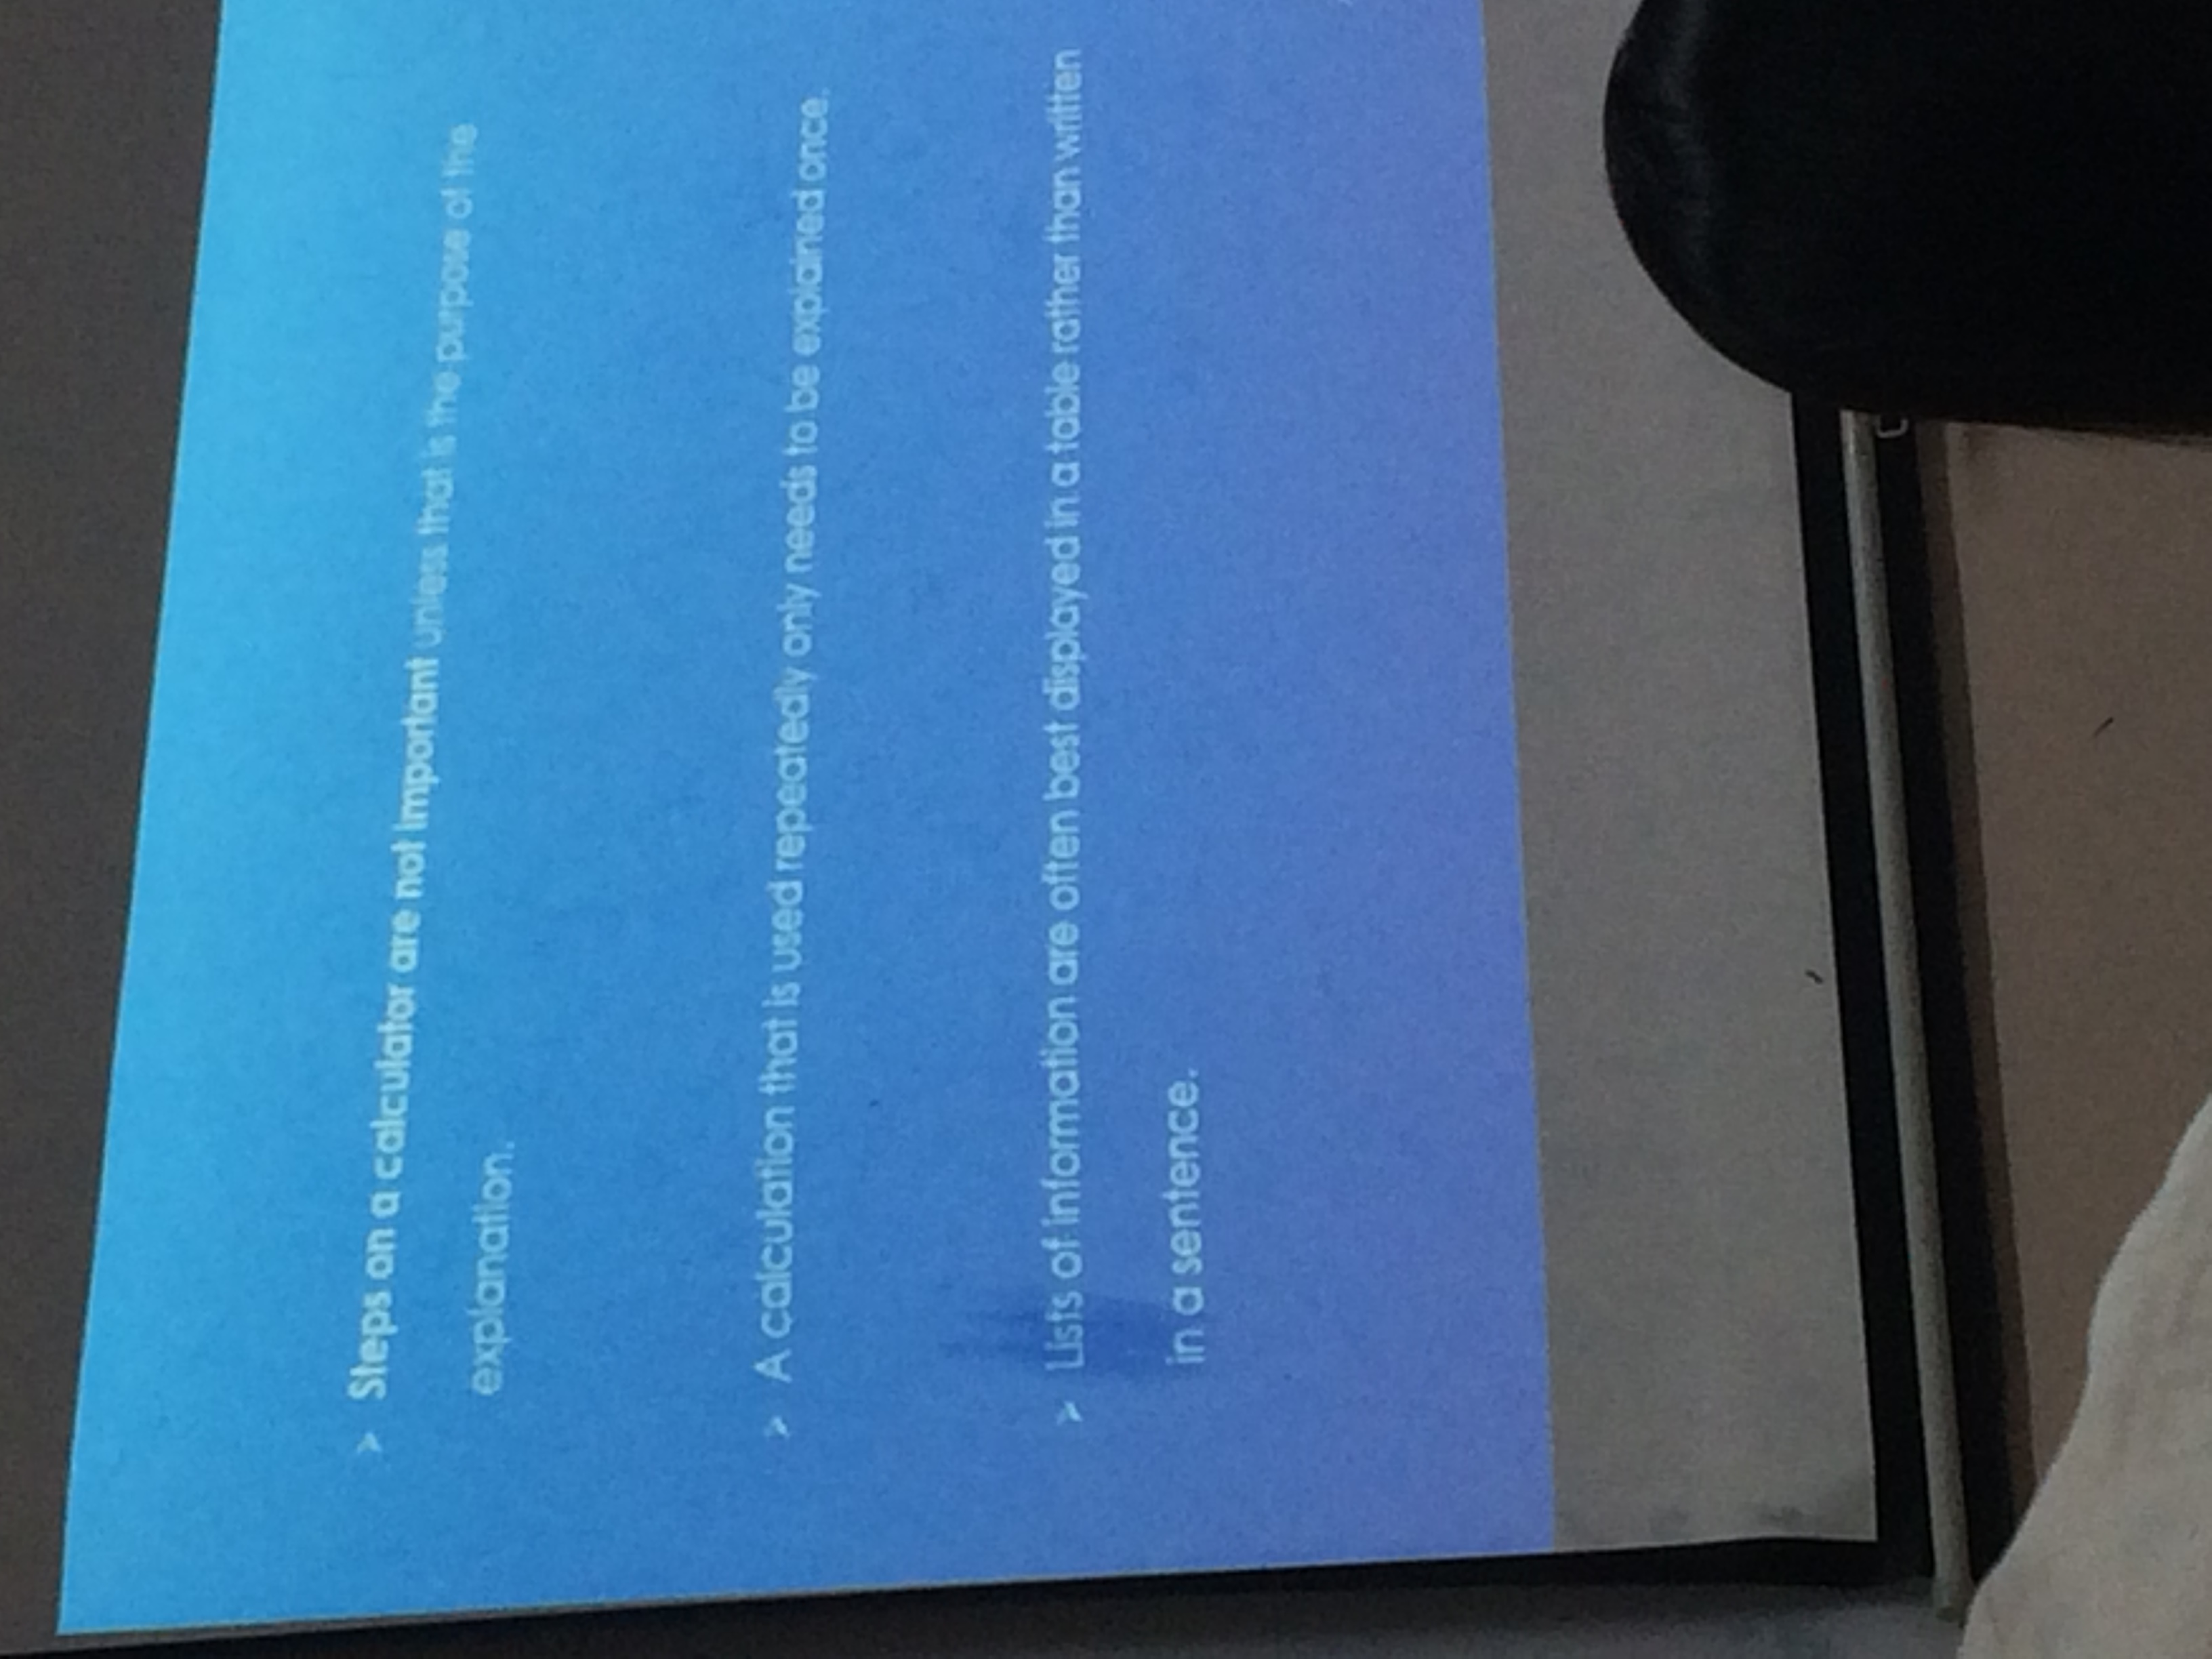 ➢ Steps on a calculator are not important unless that is the purpose of the
explanation.
➢ A calculation that is used repeatedly only needs to be explained once.
➢ Lists of information are often best displayed in a table rather than written
in a sentence.